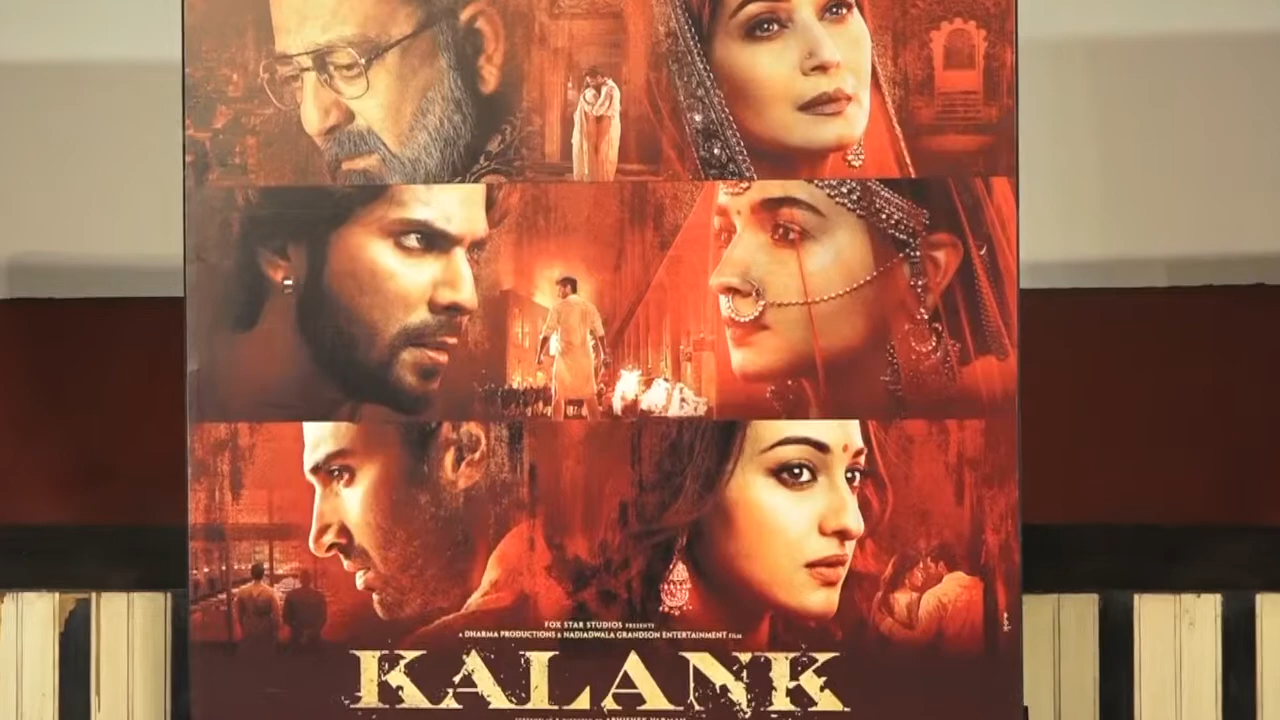 FOX STAR STUDIOS PRESENTS
A DHARMA PRODUCTIONS & NADIADWALA GRANDSON ENTERTAINMENT FILM
KALANK